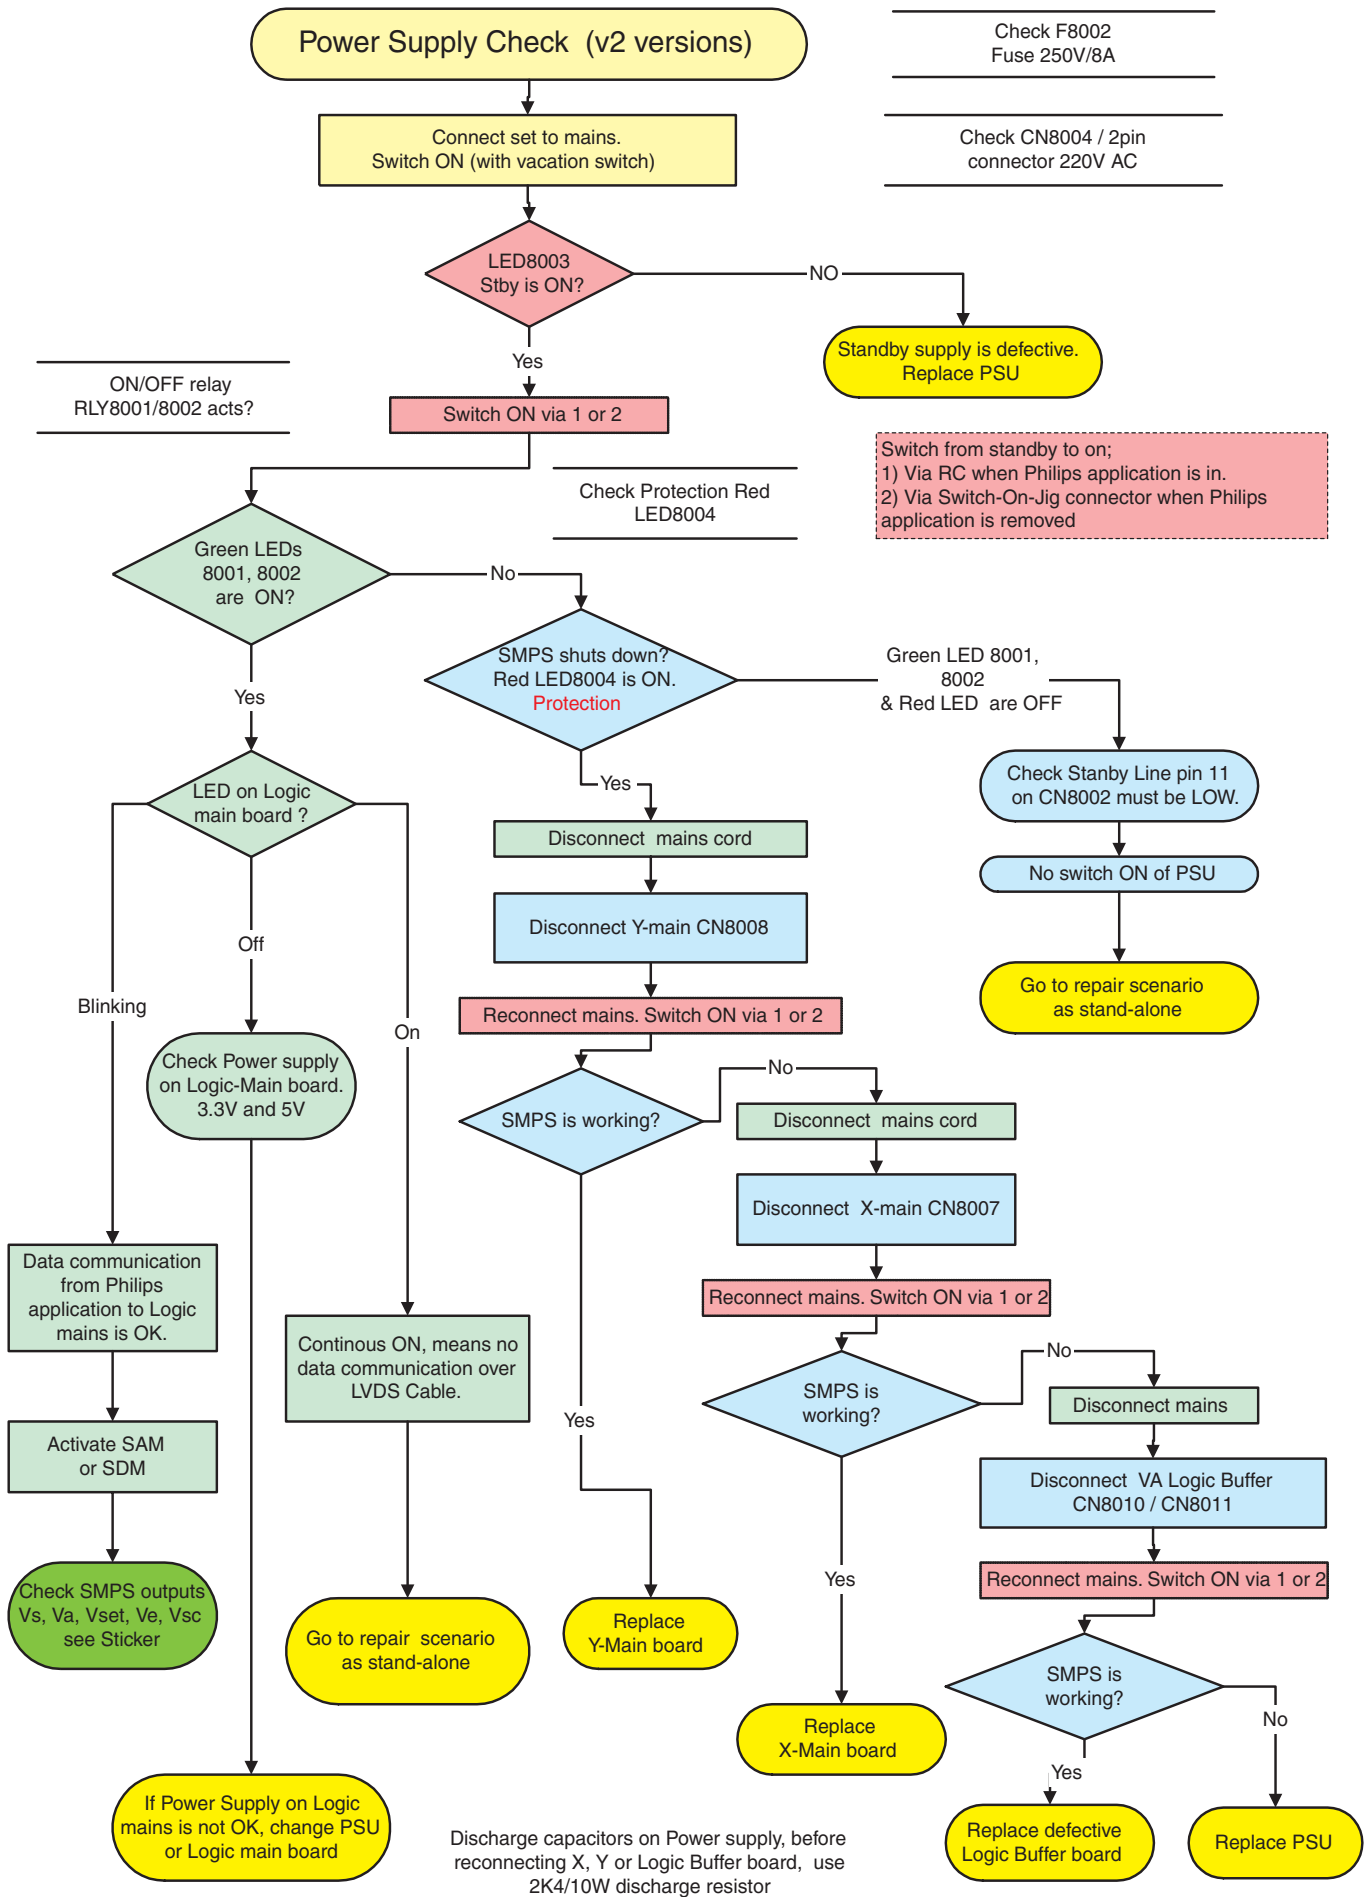 Power Supply Check (v2 versions)
Check F8002
Fuse 250V/8A
Connect set to mains.
Switch ON (with vacation switch)
Check CN8004 / 2pin
connector 220V AC
LED8003
Stby is ON?
NO
Yes
Standby supply is defective.
Replace PSU
ON/OFF relay
RLY8001/8002 acts?
Switch ON via 1 or 2
Switch from standby to on;
1) Via RC when Philips application is in.
2) Via Switch-On-Jig connector when Philips
application is removed
Check Protection Red
LED8004
Green LEDs
8001, 8002
are ON?
No
Yes
SMPS shuts down?
Red LED8004 is ON.
Protection
Green LED 8001,
8002
& Red LED are OFF
Yes
Check Stanby Line pin 11
on CN8002 must be LOW.
No switch ON of PSU
Go to repair scenario
as stand-alone
LED on Logic
main board ?
Blinking
Off
On
Disconnect mains cord
Disconnect Y-main CN8008
Reconnect mains. Switch ON via 1 or 2
Check Power supply
on Logic-Main board.
3.3V and 5V
SMPS is working?
No
Yes
Disconnect mains cord
Disconnect X-main CN8007
Reconnect mains. Switch ON via 1 or 2
Data communication
from Philips
application to Logic
mains is OK.
Continous ON, means no
data communication over
LVDS Cable.
SMPS is
working?
No
Yes
Disconnect mains
Activate SAM
or SDM
Disconnect VA Logic Buffer
CN8010 / CN8011
Reconnect mains. Switch ON via 1 or 2
Check SMPS outputs
Vs, Va, Vset, Ve, Vsc
see Sticker
Go to repair scenario
as stand-alone
Replace
Y-Main board
SMPS is
working?
No
Yes
Replace
X-Main board
If Power Supply on Logic
mains is not OK, change PSU
or Logic main board
Replace defective
Logic Buffer board
Replace PSU
Discharge capacitors on Power supply, before
reconnecting X, Y or Logic Buffer board, use
2K4/10W discharge resistor